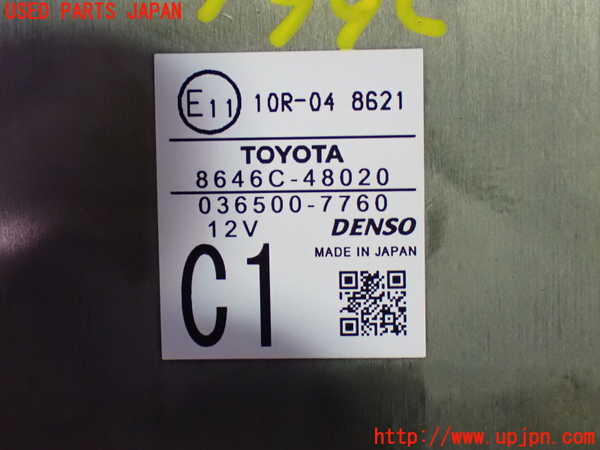 USED PARTS JAPAN
E11 10R-04 8621
TOYOTA
8646C-48020
036500-7760
12V DENSO
MADE IN JAPAN
C1
http://www.upjpn.com/